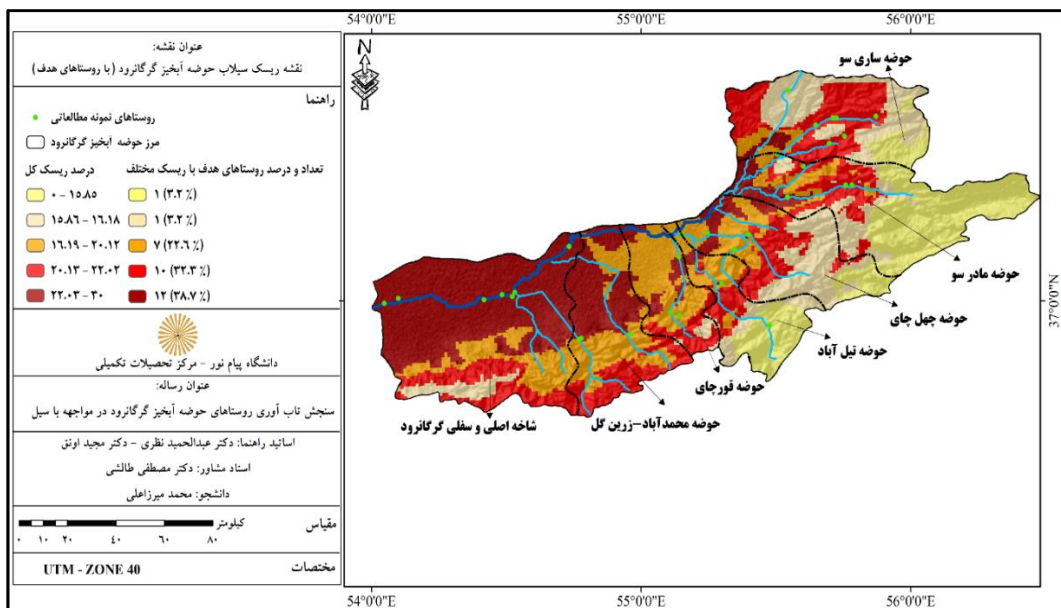 عنوان نقشه:
نقشه ریسک سیلاب حوضه آبخیز گرگانرود (با روستاهای هدف)
راهنما
روستاهای نمونه مطالعاتی
مرز حوضه آبخیز گرگانرود
تعداد و درصد روستاهای هدف با ریسک مختلف درصد ریسک کل
۱ (۳.۲ %) ۰ - ۱۵.۸۵
۱ (۳.۲ %) ۱۵.۸۶ - ۱۶.۱۸
۷ (۲۲.۶ %) ۱۶.۱۹ - ۲۰.۱۲
۱۰ (۳۲.۳ %) ۲۰.۱۳ - ۲۲.۰۲
۱۲ (۳۸.۷ %) ۲۲.۰۳ - ۳۰
دانشگاه پیام نور - مرکز تحصیلات تکمیلی
عنوان رساله:
سنجش تاب آوری روستاهای حوضه آبخیز گرگانرود در مواجهه با سیل
اساتید راهنما: دکتر عبدالحمید نظری - دکتر مجید اونق
استاد مشاور: دکتر مصطفی طالشی
دانشجو: محمد میرزاعلی
مقیاس
کیلومتر
۰ ۱۰ ۲۰ ۴۰ ۶۰ ۸۰
مختصات
UTM - ZONE 40
54°0'0"E 55°0'0"E 56°0'0"E
N
37°0'0"N
حوضه ساری سو
حوضه مادر سو
حوضه چهل چای
حوضه تیل آباد
حوضه قورچای
حوضه محمدآباد-زرین گل
شاخه اصلی و سفلی گرگانرود